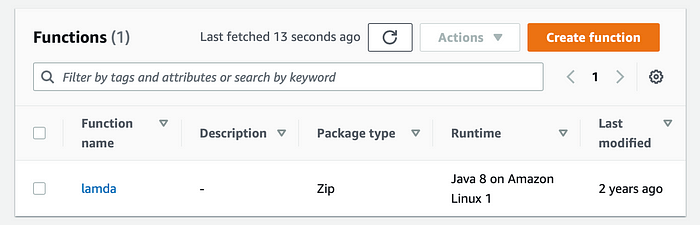 Functions (1)
Last fetched 13 seconds ago
Actions
Create function
Filter by tags and attributes or search by keyword
1
Function name
Description
Package type
Runtime
Last modified
lamda
-
Zip
Java 8 on Amazon Linux 1
2 years ago